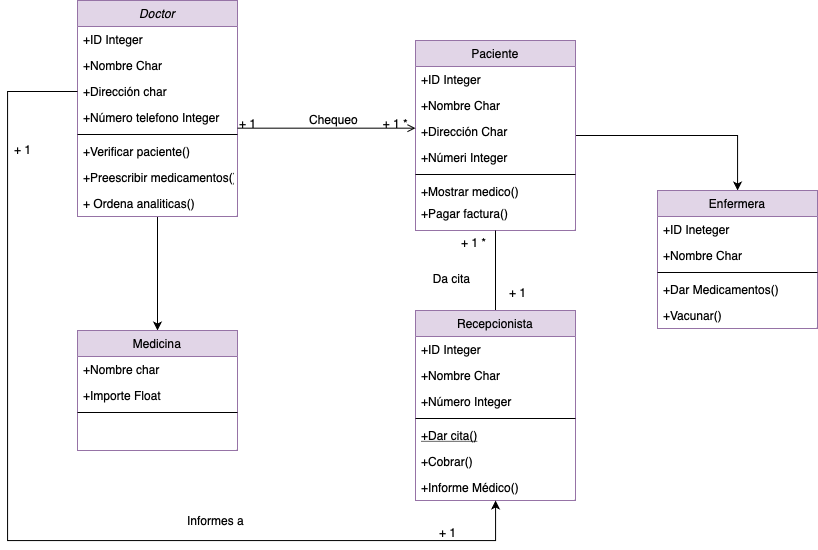 Doctor
+ID Integer
+Nombre Char
+Dirección char
+Número telefono Integer
+Verificar paciente()
+Preescribir medicamentos()
+ Ordena analiticas()
+ 1
Chequeo
+ 1 *
Paciente
+ID Integer
+Nombre Char
+Dirección Char
+Númeri Integer
+Mostrar medico()
+Pagar factura()
+ 1
Enfermera
+ID Ineteger
+Nombre Char
+Dar Medicamentos()
+Vacunar()
+ 1 *
Da cita
+ 1
Medicina
+Nombre char
+Importe Float
Recepcionista
+ID Integer
+Nombre Char
+Número Integer
+Dar cita()
+Cobrar()
+Informe Médico()
Informes a
+ 1